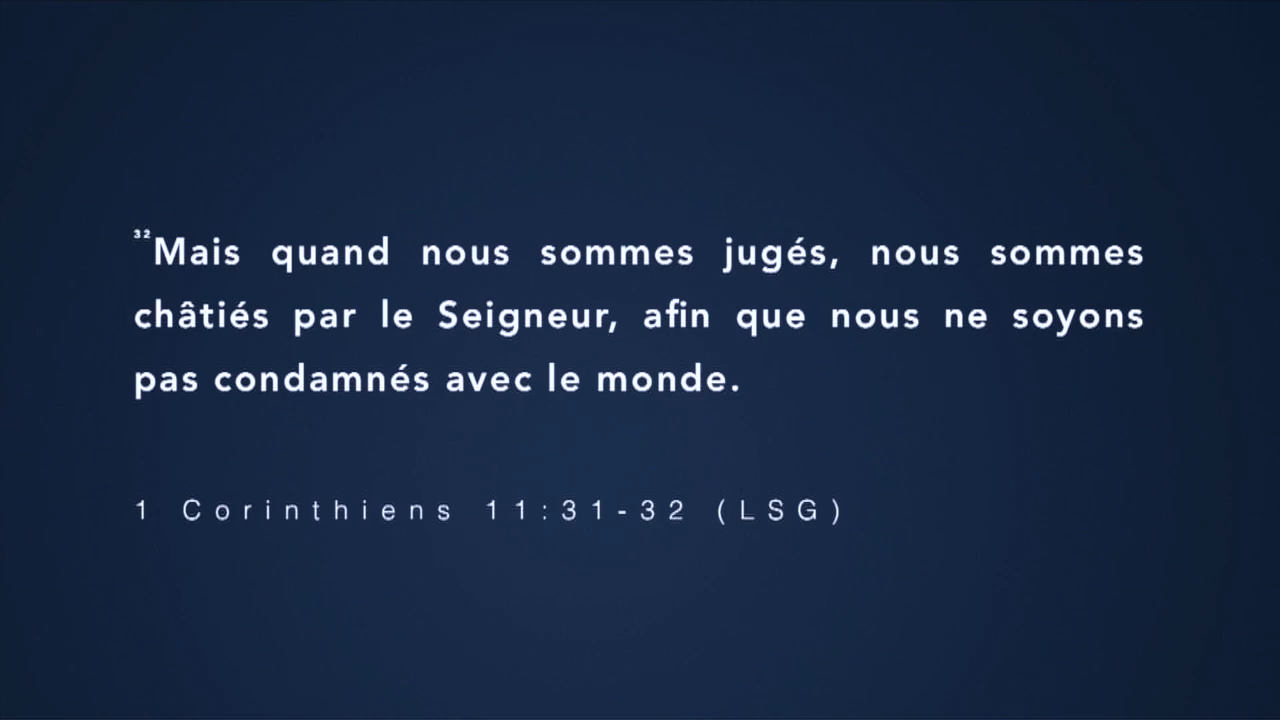 ³²Mais quand nous sommes jugés, nous sommes
châtiés par le Seigneur, afin que nous ne soyons
pas condamnés avec le monde.
1 Corinthiens 11:31-32 (LSG)